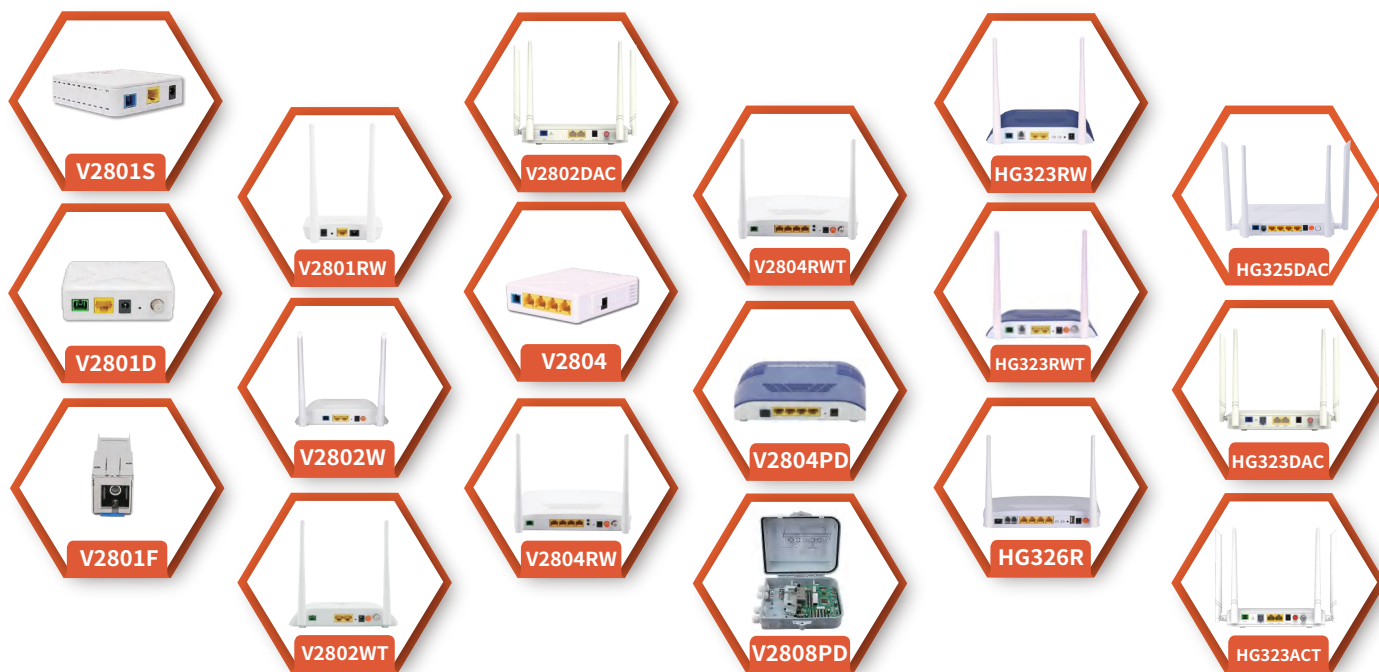 V2801S
V2801D
V2801F
V2801RW
V2802W
V2802WT
V2802DAC
V2804
V2804RW
V2804RWT
V2804PD
V2808PD
HG323RW
HG323RWT
HG326R
HG325DAC
HG323DAC
HG323ACT